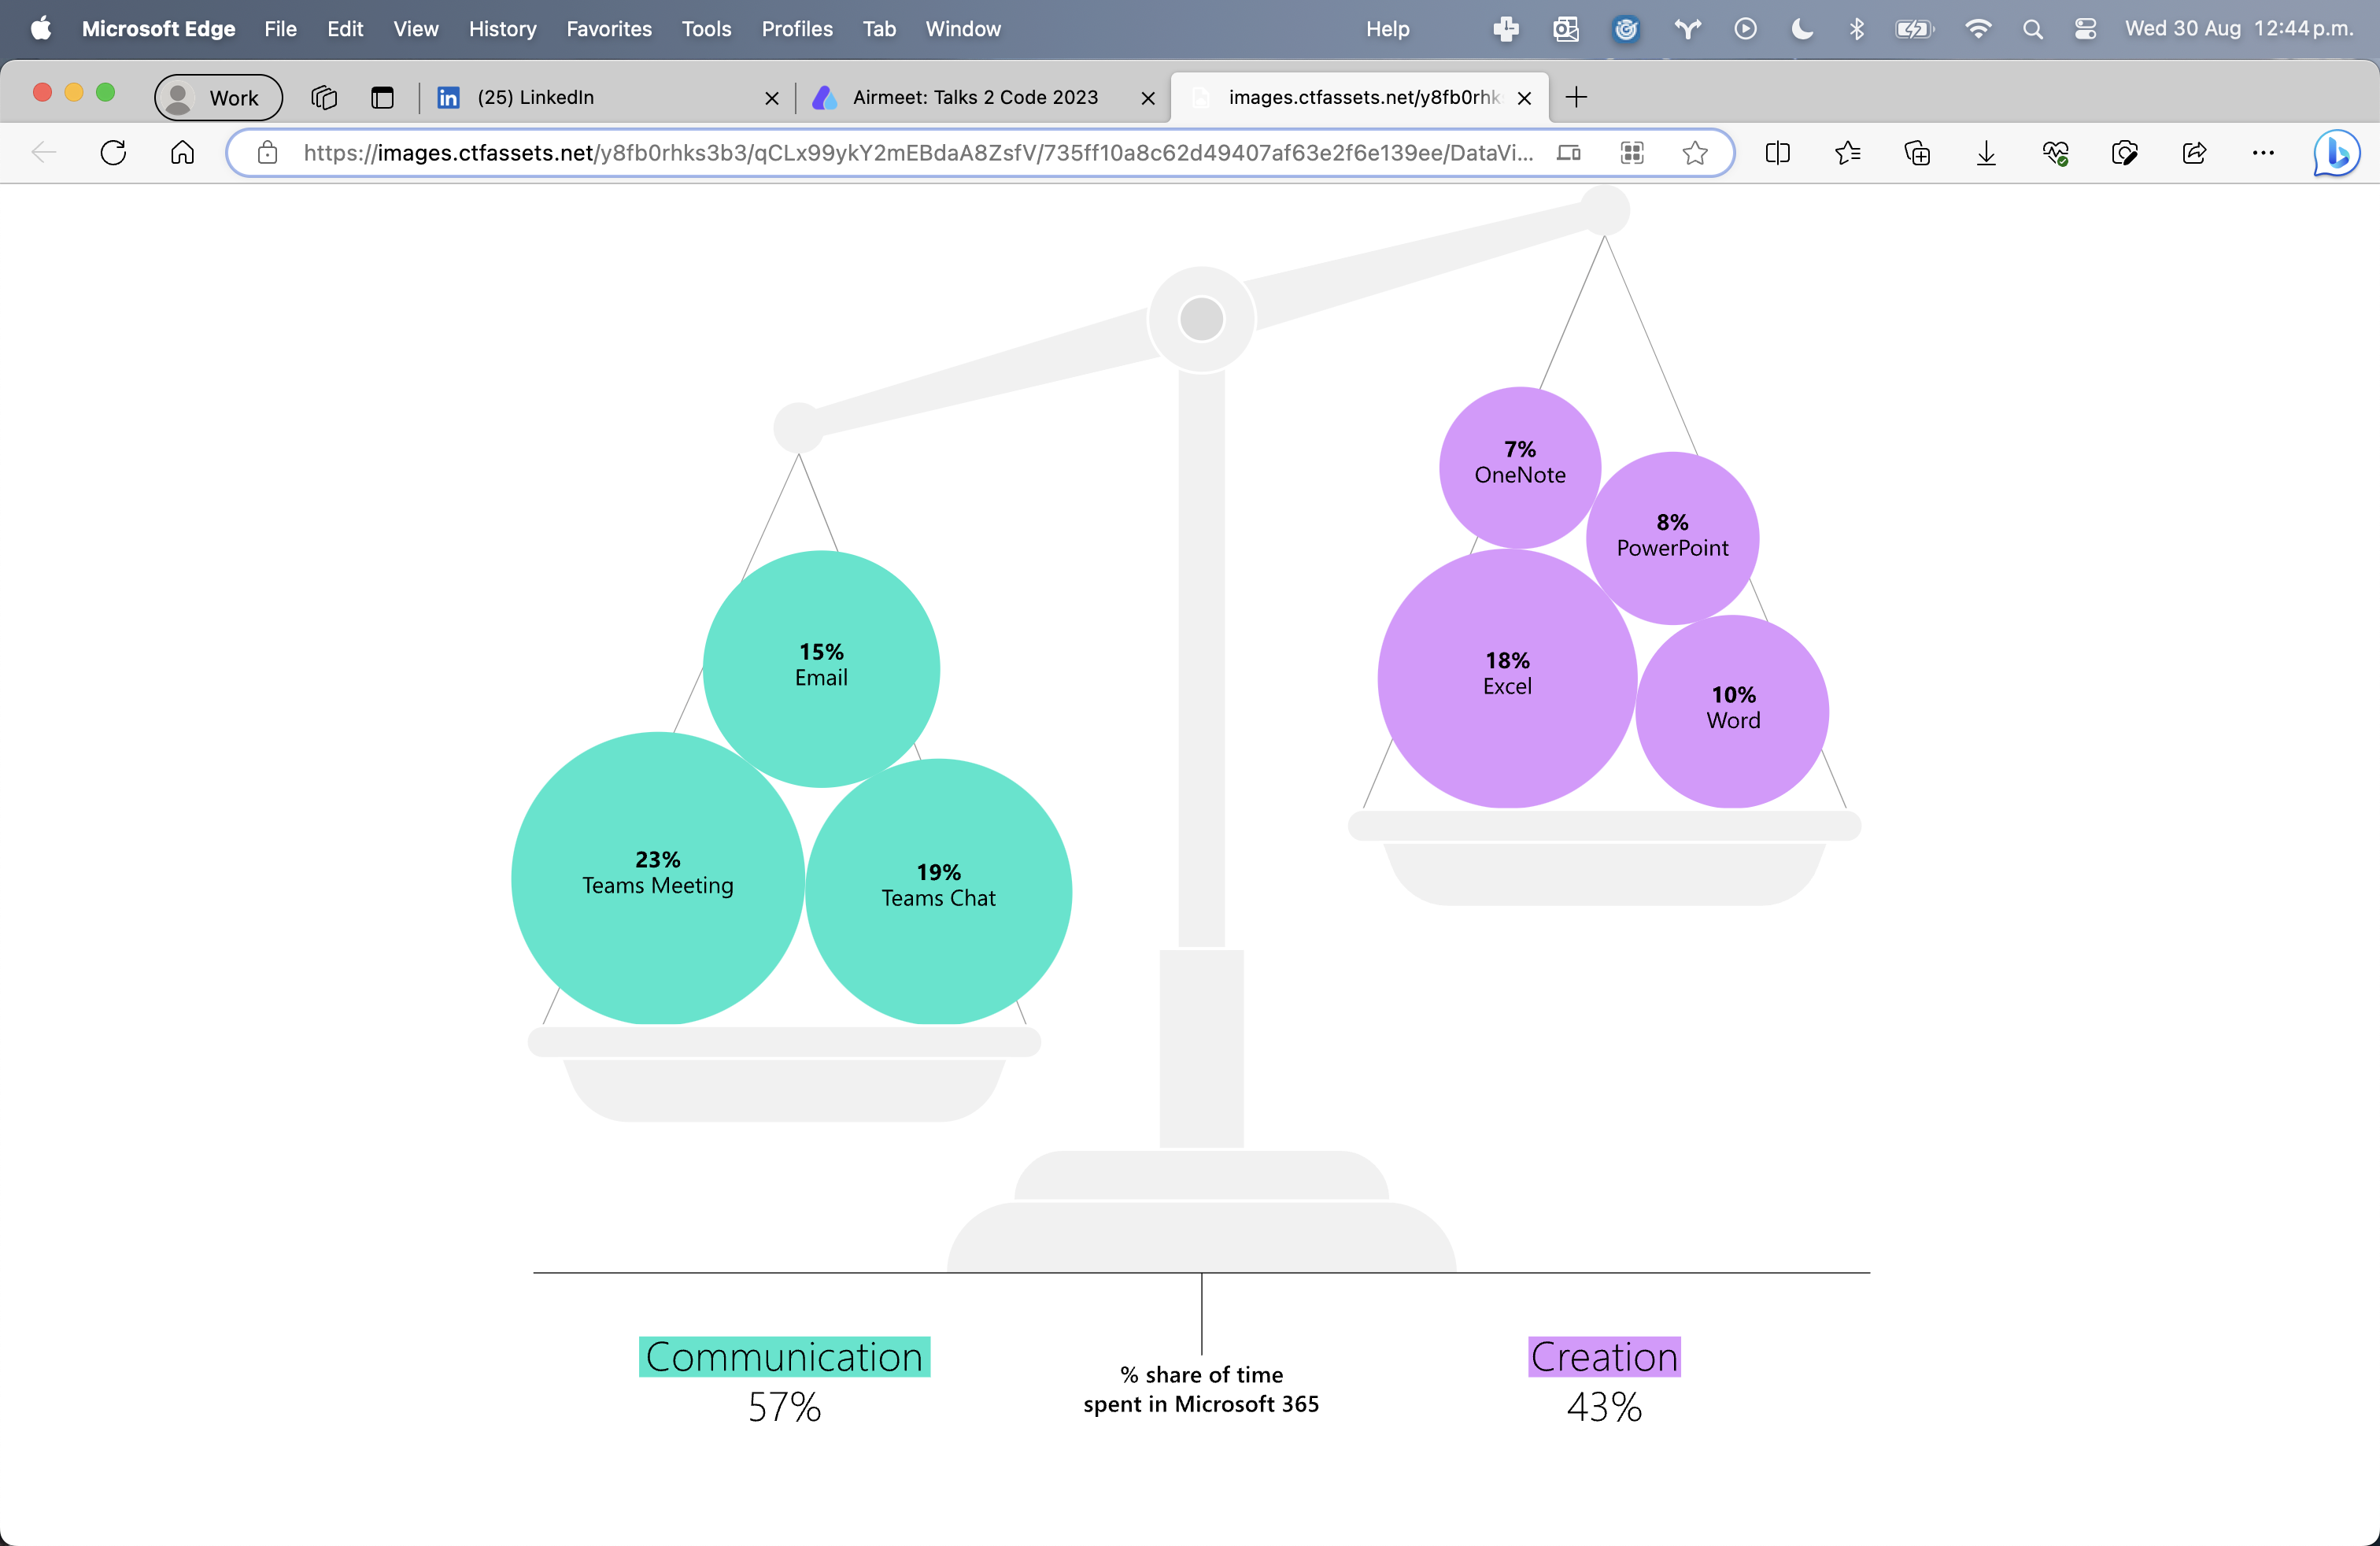 Microsoft Edge File Edit View History Favorites Tools Profiles Tab Window Help Wed 30 Aug 12:44 p.m.
Work (25) LinkedIn Airmeet: Talks 2 Code 2023 images.ctfassets.net/y8fb0rhk
https://images.ctfassets.net/y8fb0rhks3b3/qCLx99ykY2mEBdaA8ZsfV/735ff10a8c62d49407af63e2f6e139ee/DataVi...
7%
OneNote
8%
PowerPoint
18%
Excel
10%
Word
15%
Email
23%
Teams Meeting
19%
Teams Chat
Communication
57%
% share of time
spent in Microsoft 365
Creation
43%